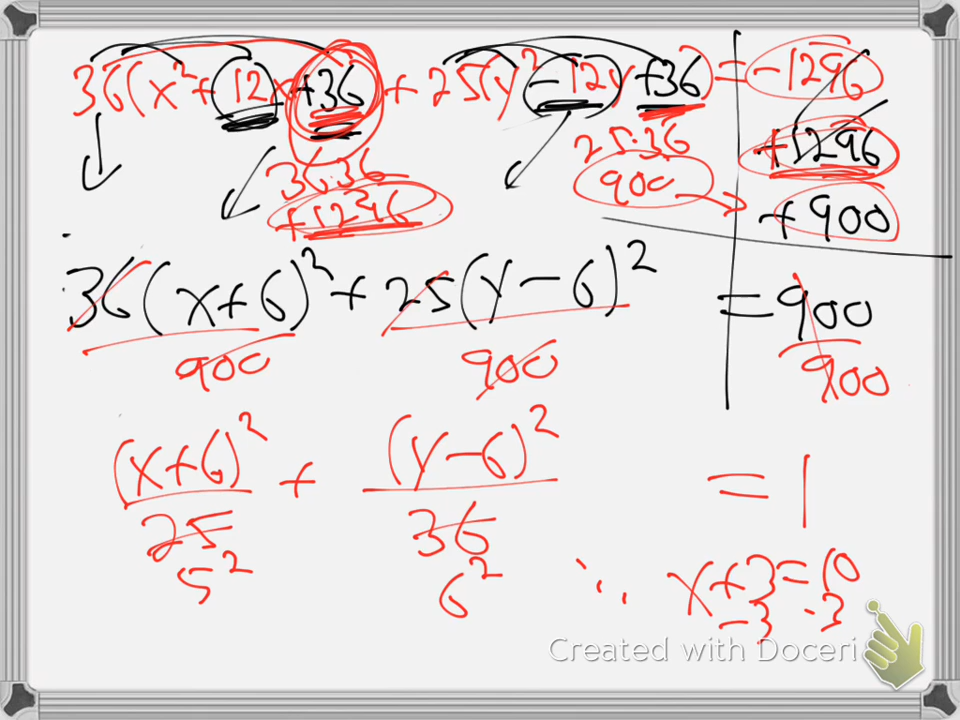 36(x²+12x+36)+25(y²-12y+36)=-1296
+1296
36·36 25·36
+1296 900 +900
36(x+6)²+25(y-6)² =900
900 900 900
(x+6)² + (y-6)² =1
25 36
5² 6² x+3=10
-3 -3
Created with Doceri